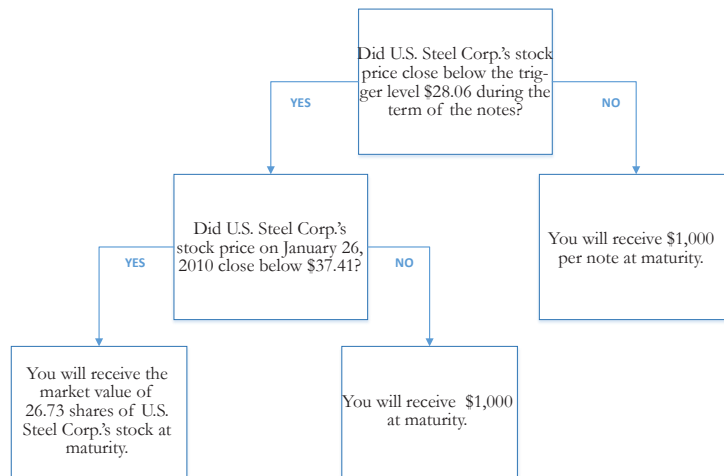 Did U.S. Steel Corp.'s stock
price close below the trig-
ger level $28.06 during the
term of the notes?
YES
NO
Did U.S. Steel Corp.'s
stock price on January 26,
2010 close below $37.41?
You will receive $1,000
per note at maturity.
YES
NO
You will receive the
market value of
26.73 shares of U.S.
Steel Corp.'s stock at
maturity.
You will receive  $1,000
at maturity.